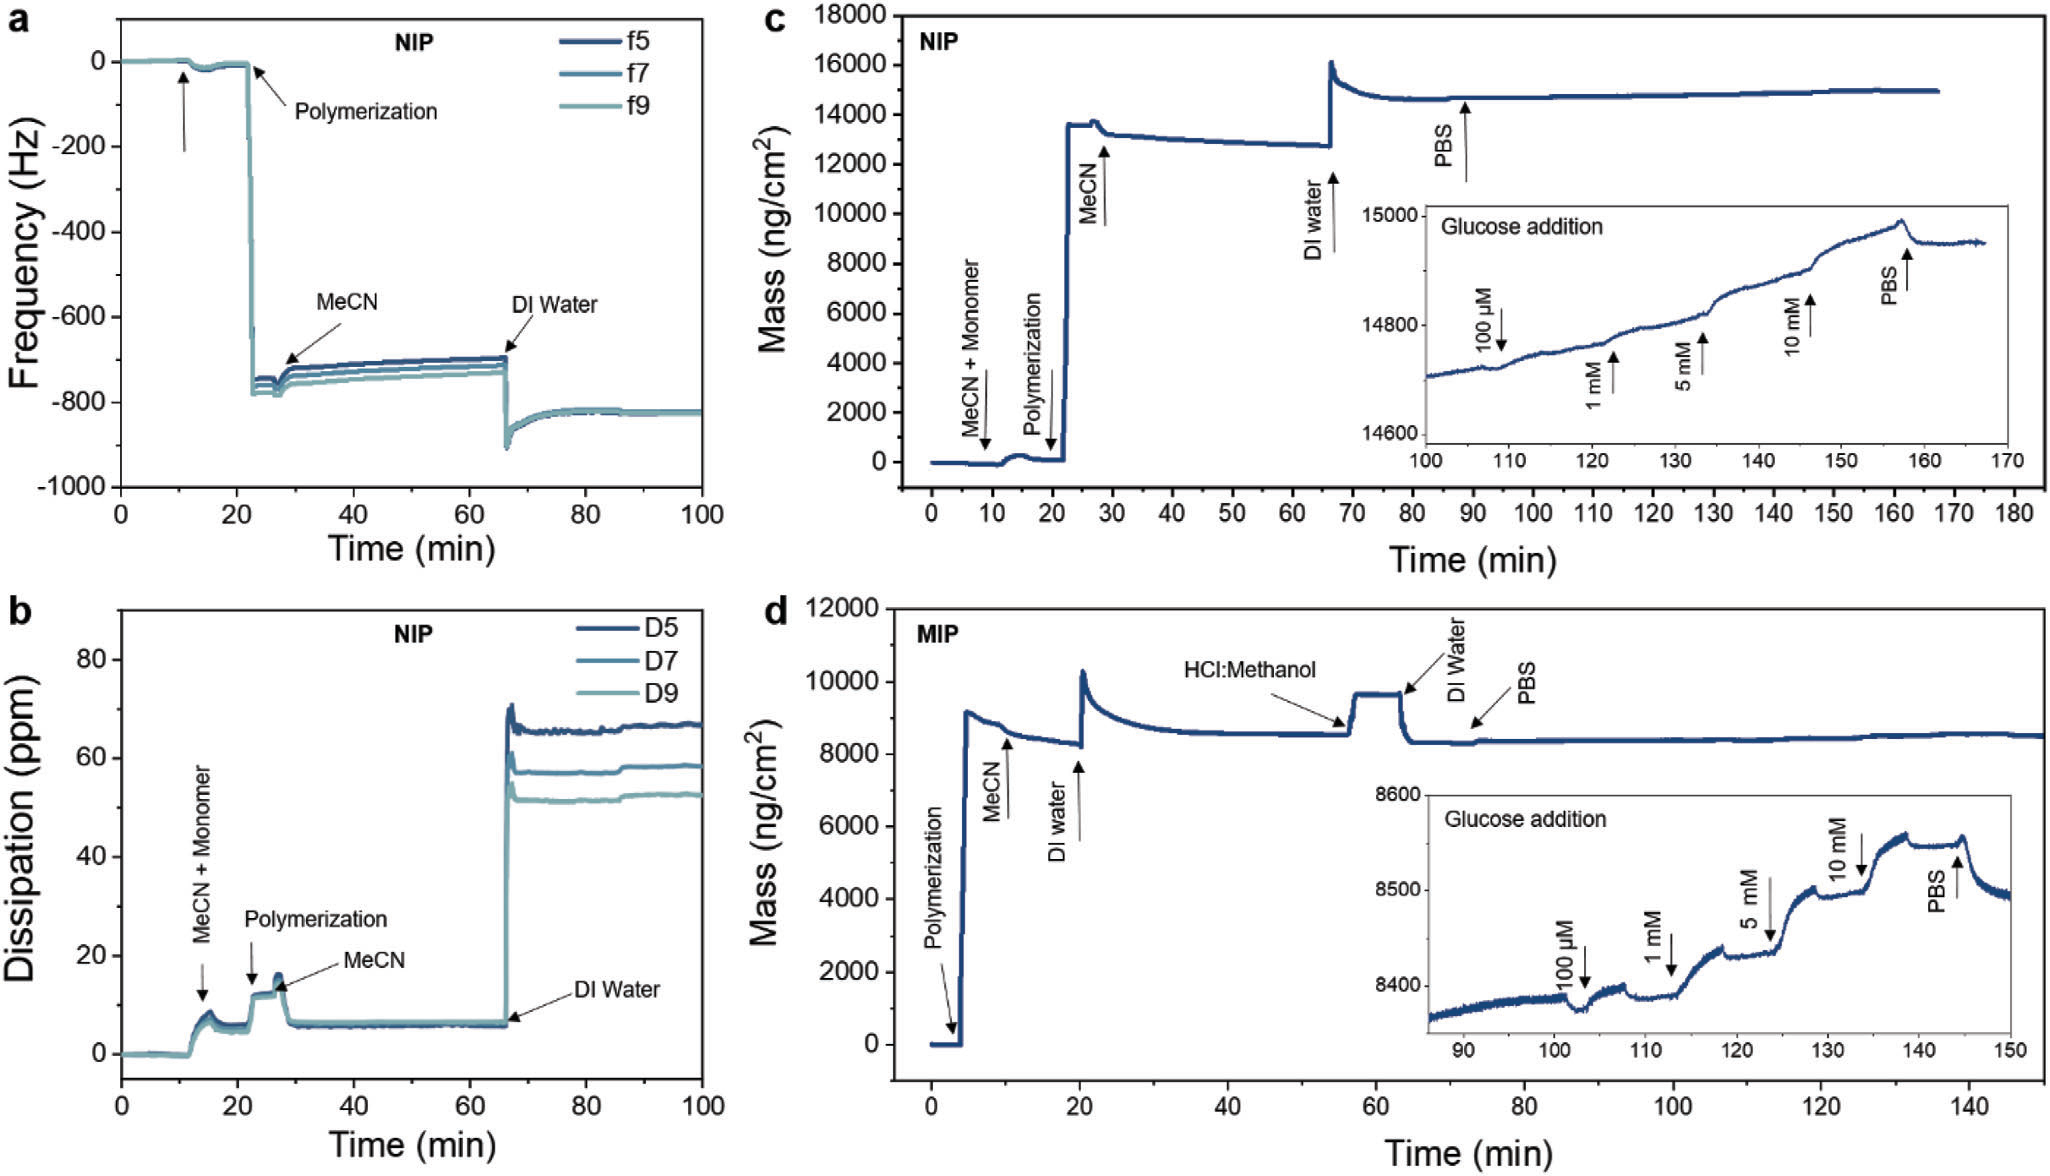 a
NIP
f5
f7
f9
Polymerization
MeCN
DI Water
0
-200
-400
-600
-800
-1000
Frequency (Hz)
0 20 40 60 80 100
Time (min)
b
NIP
D5
D7
D9
MeCN + Monomer
Polymerization
MeCN
DI Water
80
60
40
20
0
Dissipation (ppm)
0 20 40 60 80 100
Time (min)
c
NIP
18000
16000
14000
12000
10000
8000
6000
4000
2000
0
Mass (ng/cm2)
MeCN + Monomer
Polymerization
MeCN
DI water
PBS
Glucose addition
15000
14800
14600
100 µM
1 mM
5 mM
10 mM
PBS
100 110 120 130 140 150 160 170
0 10 20 30 40 50 60 70 80 90 100 110 120 130 140 150 160 170 180
Time (min)
d
MIP
12000
10000
8000
6000
4000
2000
0
Mass (ng/cm2)
Polymerization
MeCN
DI water
HCl:Methanol
DI Water
PBS
Glucose addition
8600
8500
8400
100 µM
1 mM
5 mM
10 mM
PBS
90 100 110 120 130 140 150
0 20 40 60 80 100 120 140
Time (min)